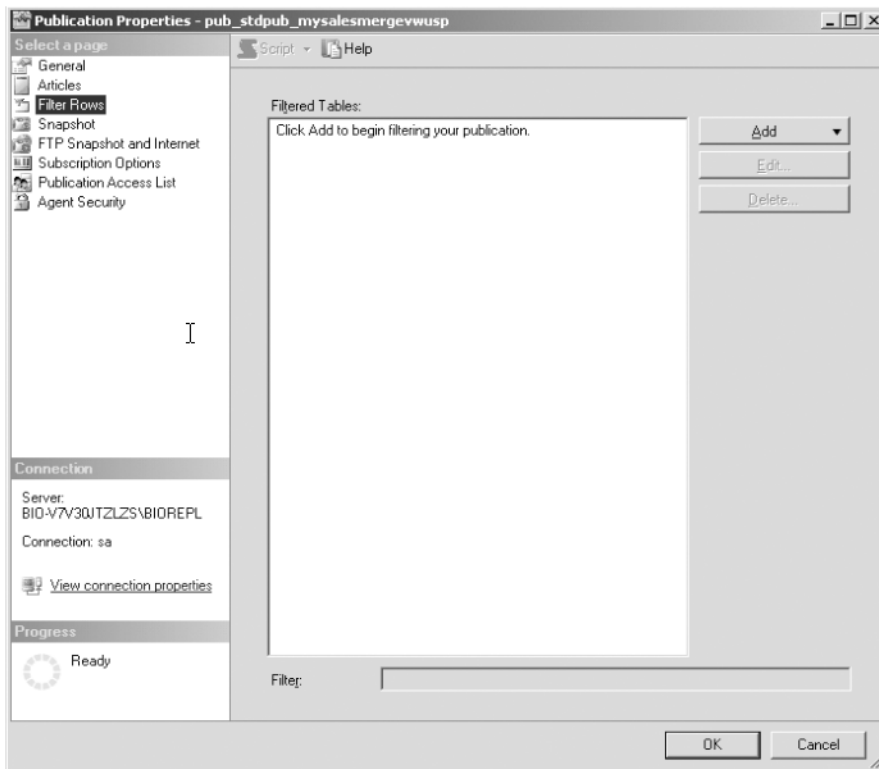 Publication Properties - pub_stdpub_mysalesmergevwusp
Select a page
General
Articles
Filter Rows
Snapshot
FTP Snapshot and Internet
Subscription Options
Publication Access List
Agent Security
Connection
Server:
BIO-V7V30JTZLZS\BIOREPL
Connection: sa
View connection properties
Progress
Ready
Script
Help
Filtered Tables:
Click Add to begin filtering your publication.
Add
Edit...
Delete...
Filter:
OK
Cancel